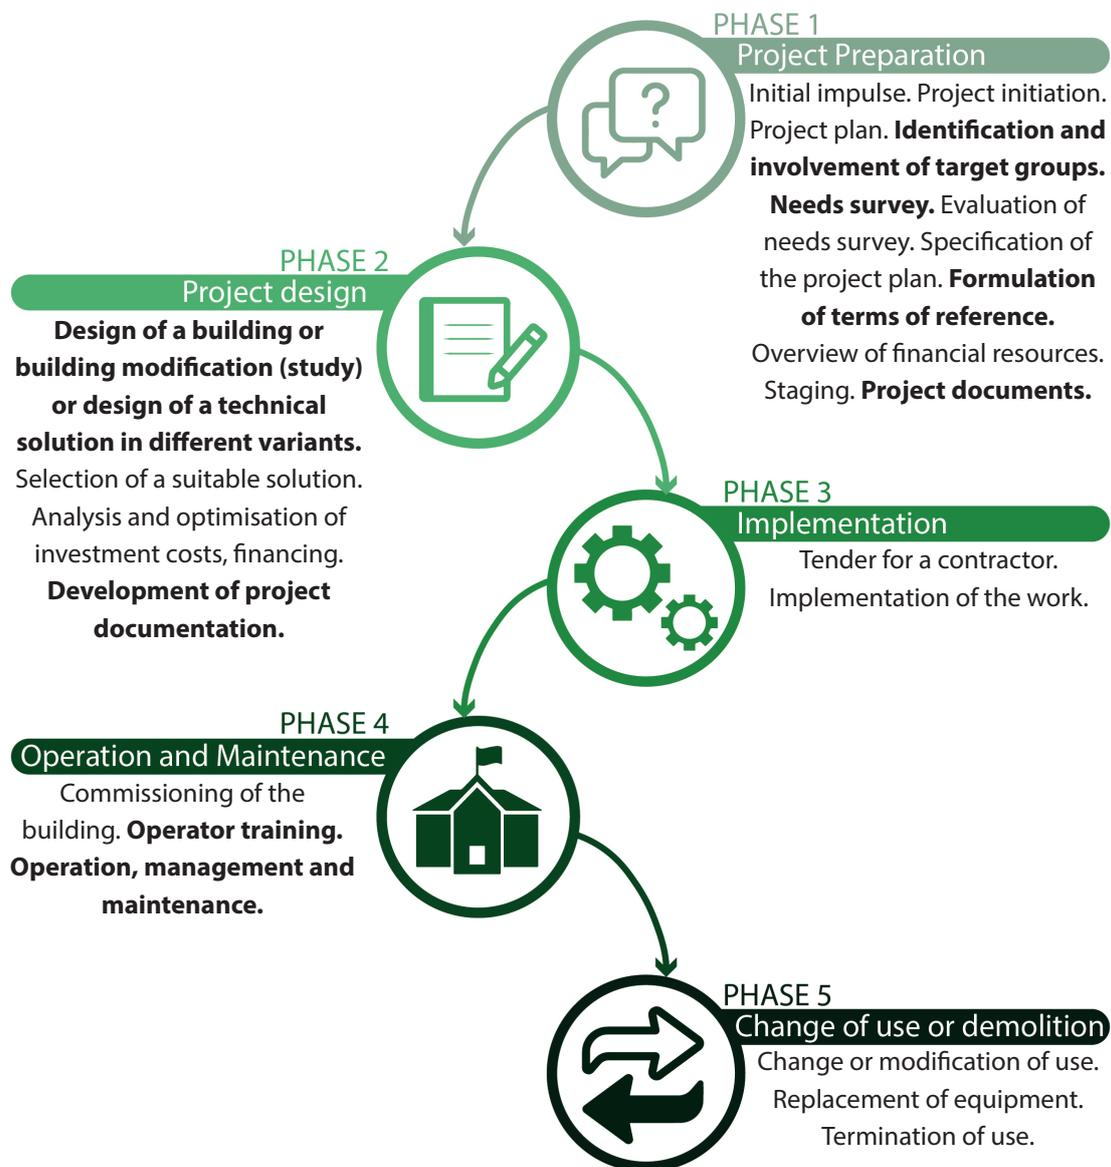 PHASE 1
Project Preparation
Initial impulse. Project initiation.
Project plan. Identification and
involvement of target groups.
Needs survey. Evaluation of
needs survey. Specification of
the project plan. Formulation
of terms of reference.
Overview of financial resources.
Staging. Project documents.
?
PHASE 2
Project design
Design of a building or
building modification (study)
or design of a technical
solution in different variants.
Selection of a suitable solution.
Analysis and optimisation of
investment costs, financing.
Development of project
documentation.
PHASE 3
Implementation
Tender for a contractor.
Implementation of the work.
PHASE 4
Operation and Maintenance
Commissioning of the
building. Operator training.
Operation, management and
maintenance.
PHASE 5
Change of use or demolition
Change or modification of use.
Replacement of equipment.
Termination of use.